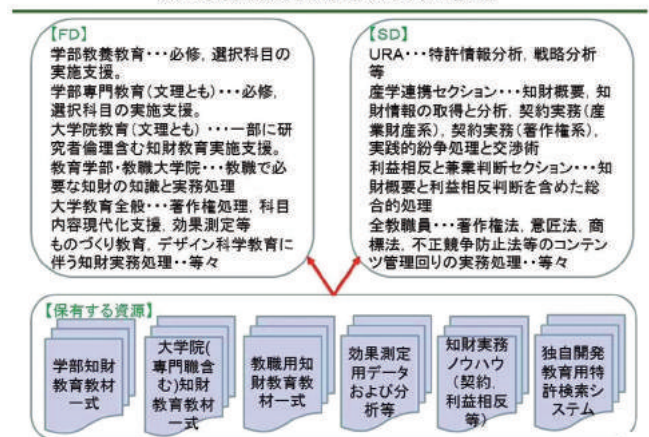 【FD】
学部教養教育・・・必修，選択科目の
実施支援。
学部専門教育（文理とも）・・・必修，
選択科目の実施支援。
大学院教育（文理とも）・・・一部に研
究者倫理含む知財教育実施支援。
教育学部・教職大学院・・・教職で必
要な知財の知識と実務処理
大学教育全般・・・著作権処理，科目
内容現代化支援，効果測定等
ものづくり教育，デザイン科学教育に
伴う知財実務処理・・等々
【SD】
URA・・・特許情報分析，戦略分析
等
産学連携セクション・・・知財概要，知
財情報の取得と分析，契約実務（産
業財産系），契約実務（著作権系），
実践的紛争処理と交渉術
利益相反と兼業判断セクション・・・知
財概要と利益相反判断を含めた総
合的処理
全教職員・・・著作権法，意匠法，商
標法，不正競争防止法等のコンテン
ツ管理回りの実務処理・・等々
【保有する資源】
学部知財
教育教材
一式
大学院(
専門職含
む)知財
教育教材
一式
教職用知
財教育教
材一式
効果測定
用データ
および分
析等
知財実務
ノウハウ
（契約，
利益相反
等）
独自開発
教育用特
許検索シ
ステム